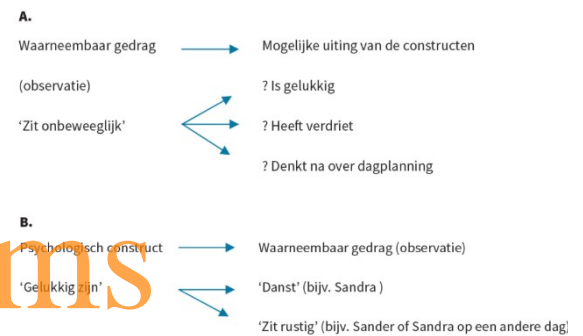 A.
Waarneembaar gedrag Mogelijke uiting van de constructen
(observatie) ? Is gelukkig
‘Zit onbeweeglijk’ ? Heeft verdriet
? Denkt na over dagplanning
B.
Psychologisch construct Waarneembaar gedrag (observatie)
‘Gelukkig zijn’ ‘Danst’ (bijv. Sandra )
‘Zit rustig’ (bijv. Sander of Sandra op een andere dag)
ms